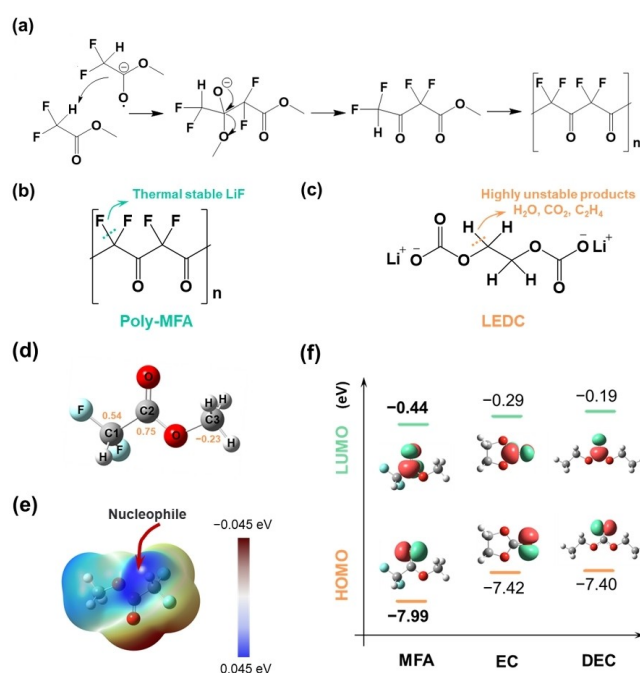 (a)
F H O
F O
F H
F O
O
O F F O
F H F O
O
F F F O
F H O O
F F F F
O O n
(b)
Thermal stable LiF
F F F F
O O n
Poly-MFA
(c)
Highly unstable products
H₂O, CO₂, C₂H₄
O H H O⁻ Li⁺
Li⁺ ⁻O O O O
H H
LEDC
(d)
O
F 0.54 C2 H H
C1 0.75 O C3
H F −0.23 H
(e)
Nucleophile
−0.045 eV
0.045 eV
(f)
(eV)
LUMO
HOMO
−0.44
−0.29
−0.19
−7.99
−7.42
−7.40
MFA EC DEC